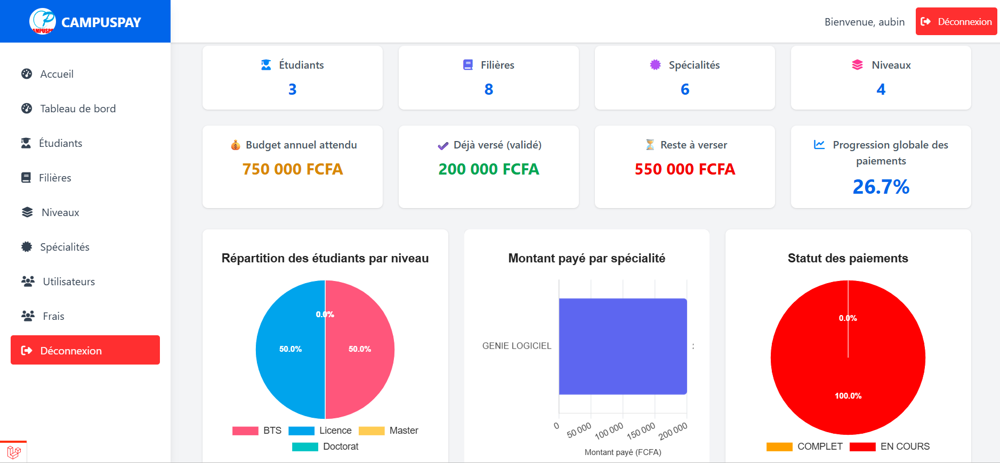 CAMPUSPAY
Bienvenue, aubin
Déconnexion
Accueil
Tableau de bord
Étudiants
Filières
Niveaux
Spécialités
Utilisateurs
Frais
Déconnexion
Étudiants
3
Filières
8
Spécialités
6
Niveaux
4
Budget annuel attendu
750 000 FCFA
Déjà versé (validé)
200 000 FCFA
Reste à verser
550 000 FCFA
Progression globale des
paiements
26.7%
Répartition des étudiants par niveau
0.0%
50.0%
50.0%
BTS
Licence
Master
Doctorat
Montant payé par spécialité
GENIE LOGICIEL
0
50 000
100 000
150 000
200 000
Montant payé (FCFA)
Statut des paiements
0.0%
100.0%
COMPLET
EN COURS